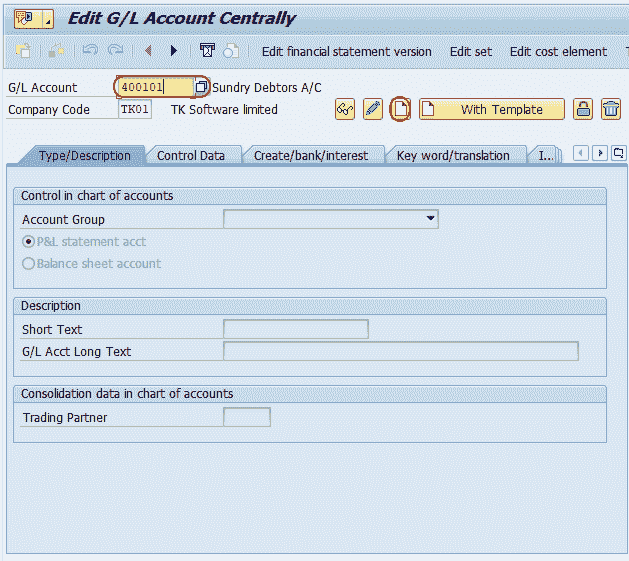 Edit G/L Account Centrally
Edit financial statement version Edit set Edit cost element
G/L Account 400101 Sundry Debtors A/C
Company Code TK01 TK Software limited With Template
Type/Description Control Data Create/bank/interest Key word/translation I...
Control in chart of accounts
Account Group
P&L statement acct
Balance sheet account
Description
Short Text
G/L Acct Long Text
Consolidation data in chart of accounts
Trading Partner